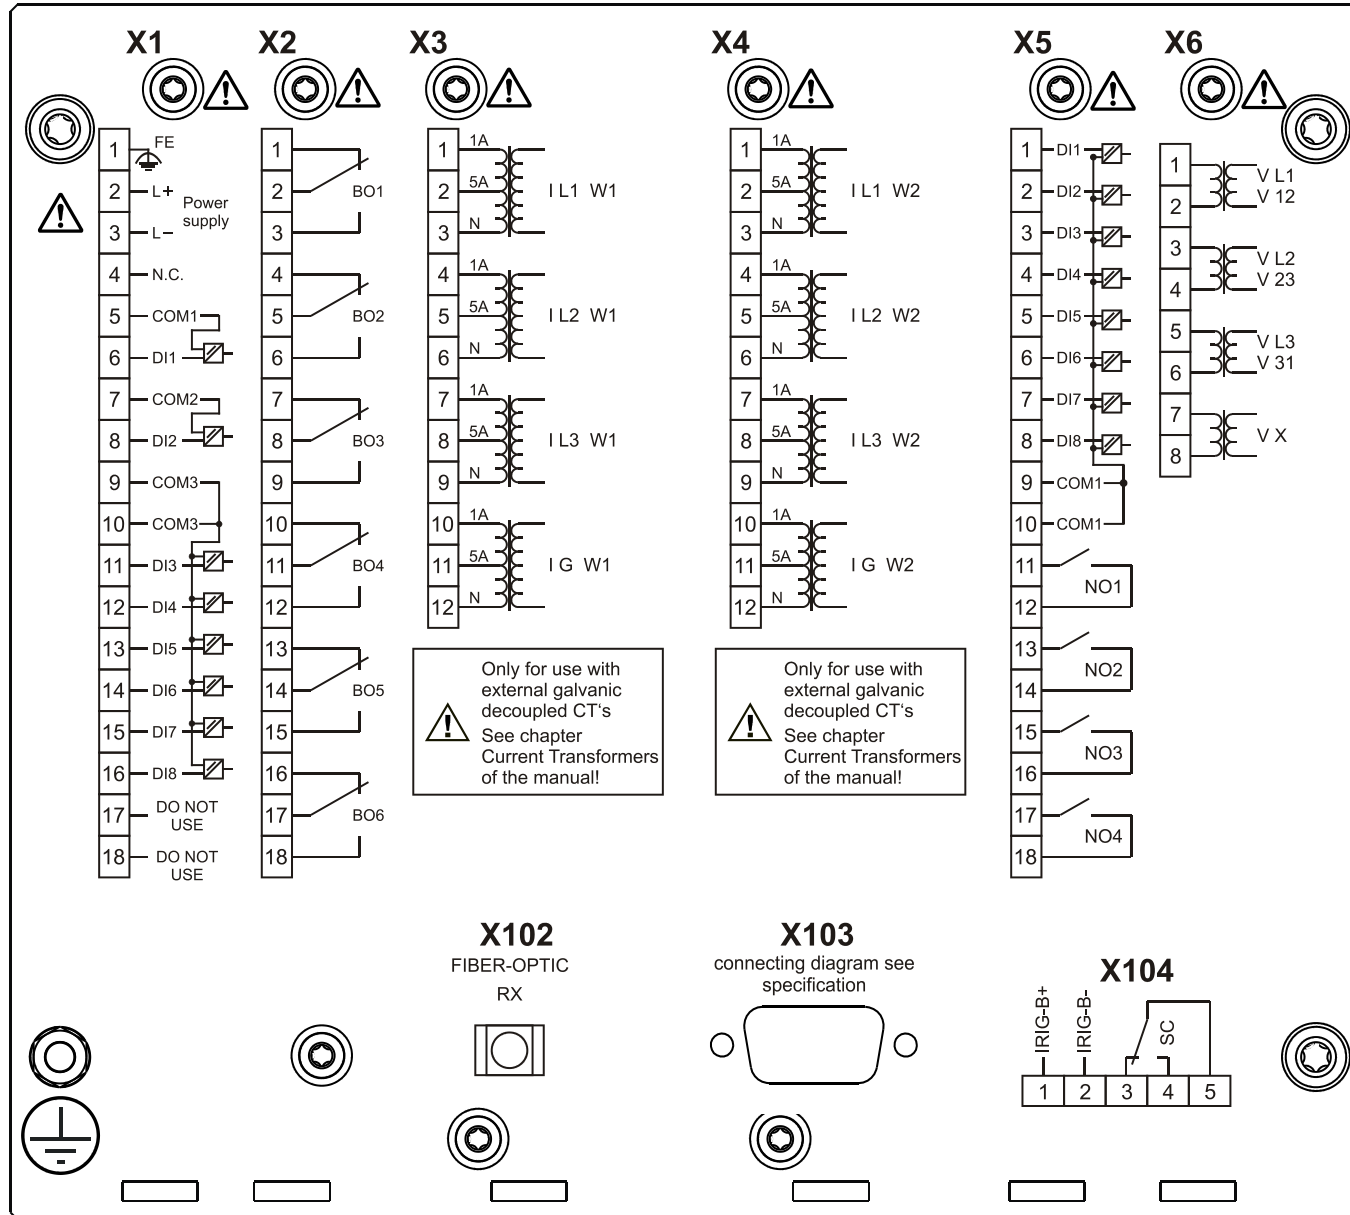 X1
X2
X3
X4
X5
X6
1
FE
2
L+
Power
supply
3
L–
4
N.C.
5
COM1
6
DI1
7
COM2
8
DI2
9
COM3
10
COM3
11
DI3
12
DI4
13
DI5
14
DI6
15
DI7
16
DI8
17
DO NOT
USE
18
DO NOT
USE
1
2
BO1
3
4
5
BO2
6
7
8
BO3
9
10
11
BO4
12
13
14
BO5
15
16
17
BO6
18
1
1A
2
5A
I L1 W1
3
N
4
1A
5
5A
I L2 W1
6
N
7
1A
8
5A
I L3 W1
9
N
10
1A
11
5A
I G W1
12
N
Only for use with
external galvanic
decoupled CT‘s
See chapter
Current Transformers
of the manual!
1
1A
2
5A
I L1 W2
3
N
4
1A
5
5A
I L2 W2
6
N
7
1A
8
5A
I L3 W2
9
N
10
1A
11
5A
I G W2
12
N
Only for use with
external galvanic
decoupled CT‘s
See chapter
Current Transformers
of the manual!
1
DI1
2
DI2
3
DI3
4
DI4
5
DI5
6
DI6
7
DI7
8
DI8
9
COM1
10
COM1
11
NO1
12
13
NO2
14
15
NO3
16
17
NO4
18
1
V L1
V 12
2
3
V L2
V 23
4
5
V L3
V 31
6
7
V X
8
X102
FIBER-OPTIC
RX
X103
connecting diagram see
specification
X104
IRIG-B+
IRIG-B-
SC
1 2 3 4 5